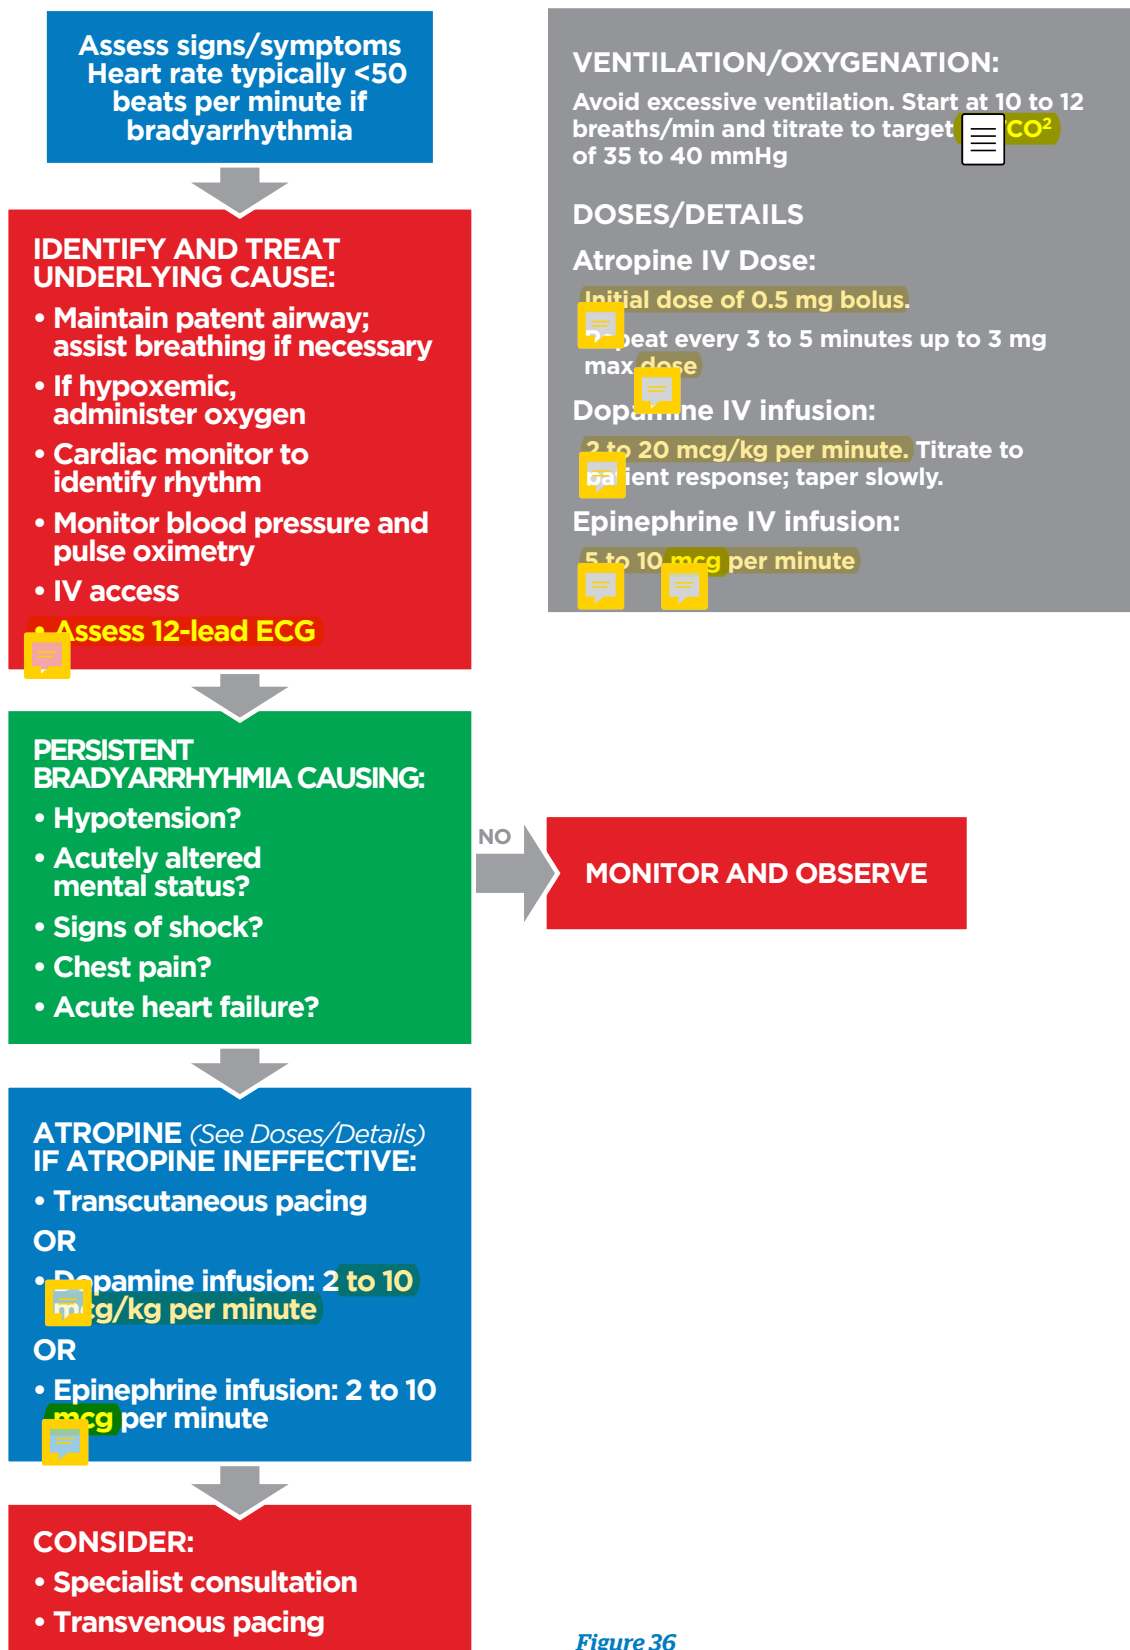 Assess signs/symptoms
Heart rate typically <50
beats per minute if
bradyarrhythmia
IDENTIFY AND TREAT
UNDERLYING CAUSE:
• Maintain patent airway;
assist breathing if necessary
• If hypoxemic,
administer oxygen
• Cardiac monitor to
identify rhythm
• Monitor blood pressure and
pulse oximetry
• IV access
• Assess 12-lead ECG
PERSISTENT
BRADYARRHYHMIA CAUSING:
• Hypotension?
• Acutely altered
mental status?
• Signs of shock?
• Chest pain?
• Acute heart failure?
NO
MONITOR AND OBSERVE
ATROPINE (See Doses/Details)
IF ATROPINE INEFFECTIVE:
• Transcutaneous pacing
OR
• Dopamine infusion: 2 to 10
mcg/kg per minute
OR
• Epinephrine infusion: 2 to 10
mcg per minute
CONSIDER:
• Specialist consultation
• Transvenous pacing
VENTILATION/OXYGENATION:
Avoid excessive ventilation. Start at 10 to 12
breaths/min and titrate to target CO²
of 35 to 40 mmHg
DOSES/DETAILS
Atropine IV Dose:
Initial dose of 0.5 mg bolus.
Repeat every 3 to 5 minutes up to 3 mg
max dose
Dopamine IV infusion:
2 to 20 mcg/kg per minute. Titrate to
patient response; taper slowly.
Epinephrine IV infusion:
5 to 10 mcg per minute
Figure 36